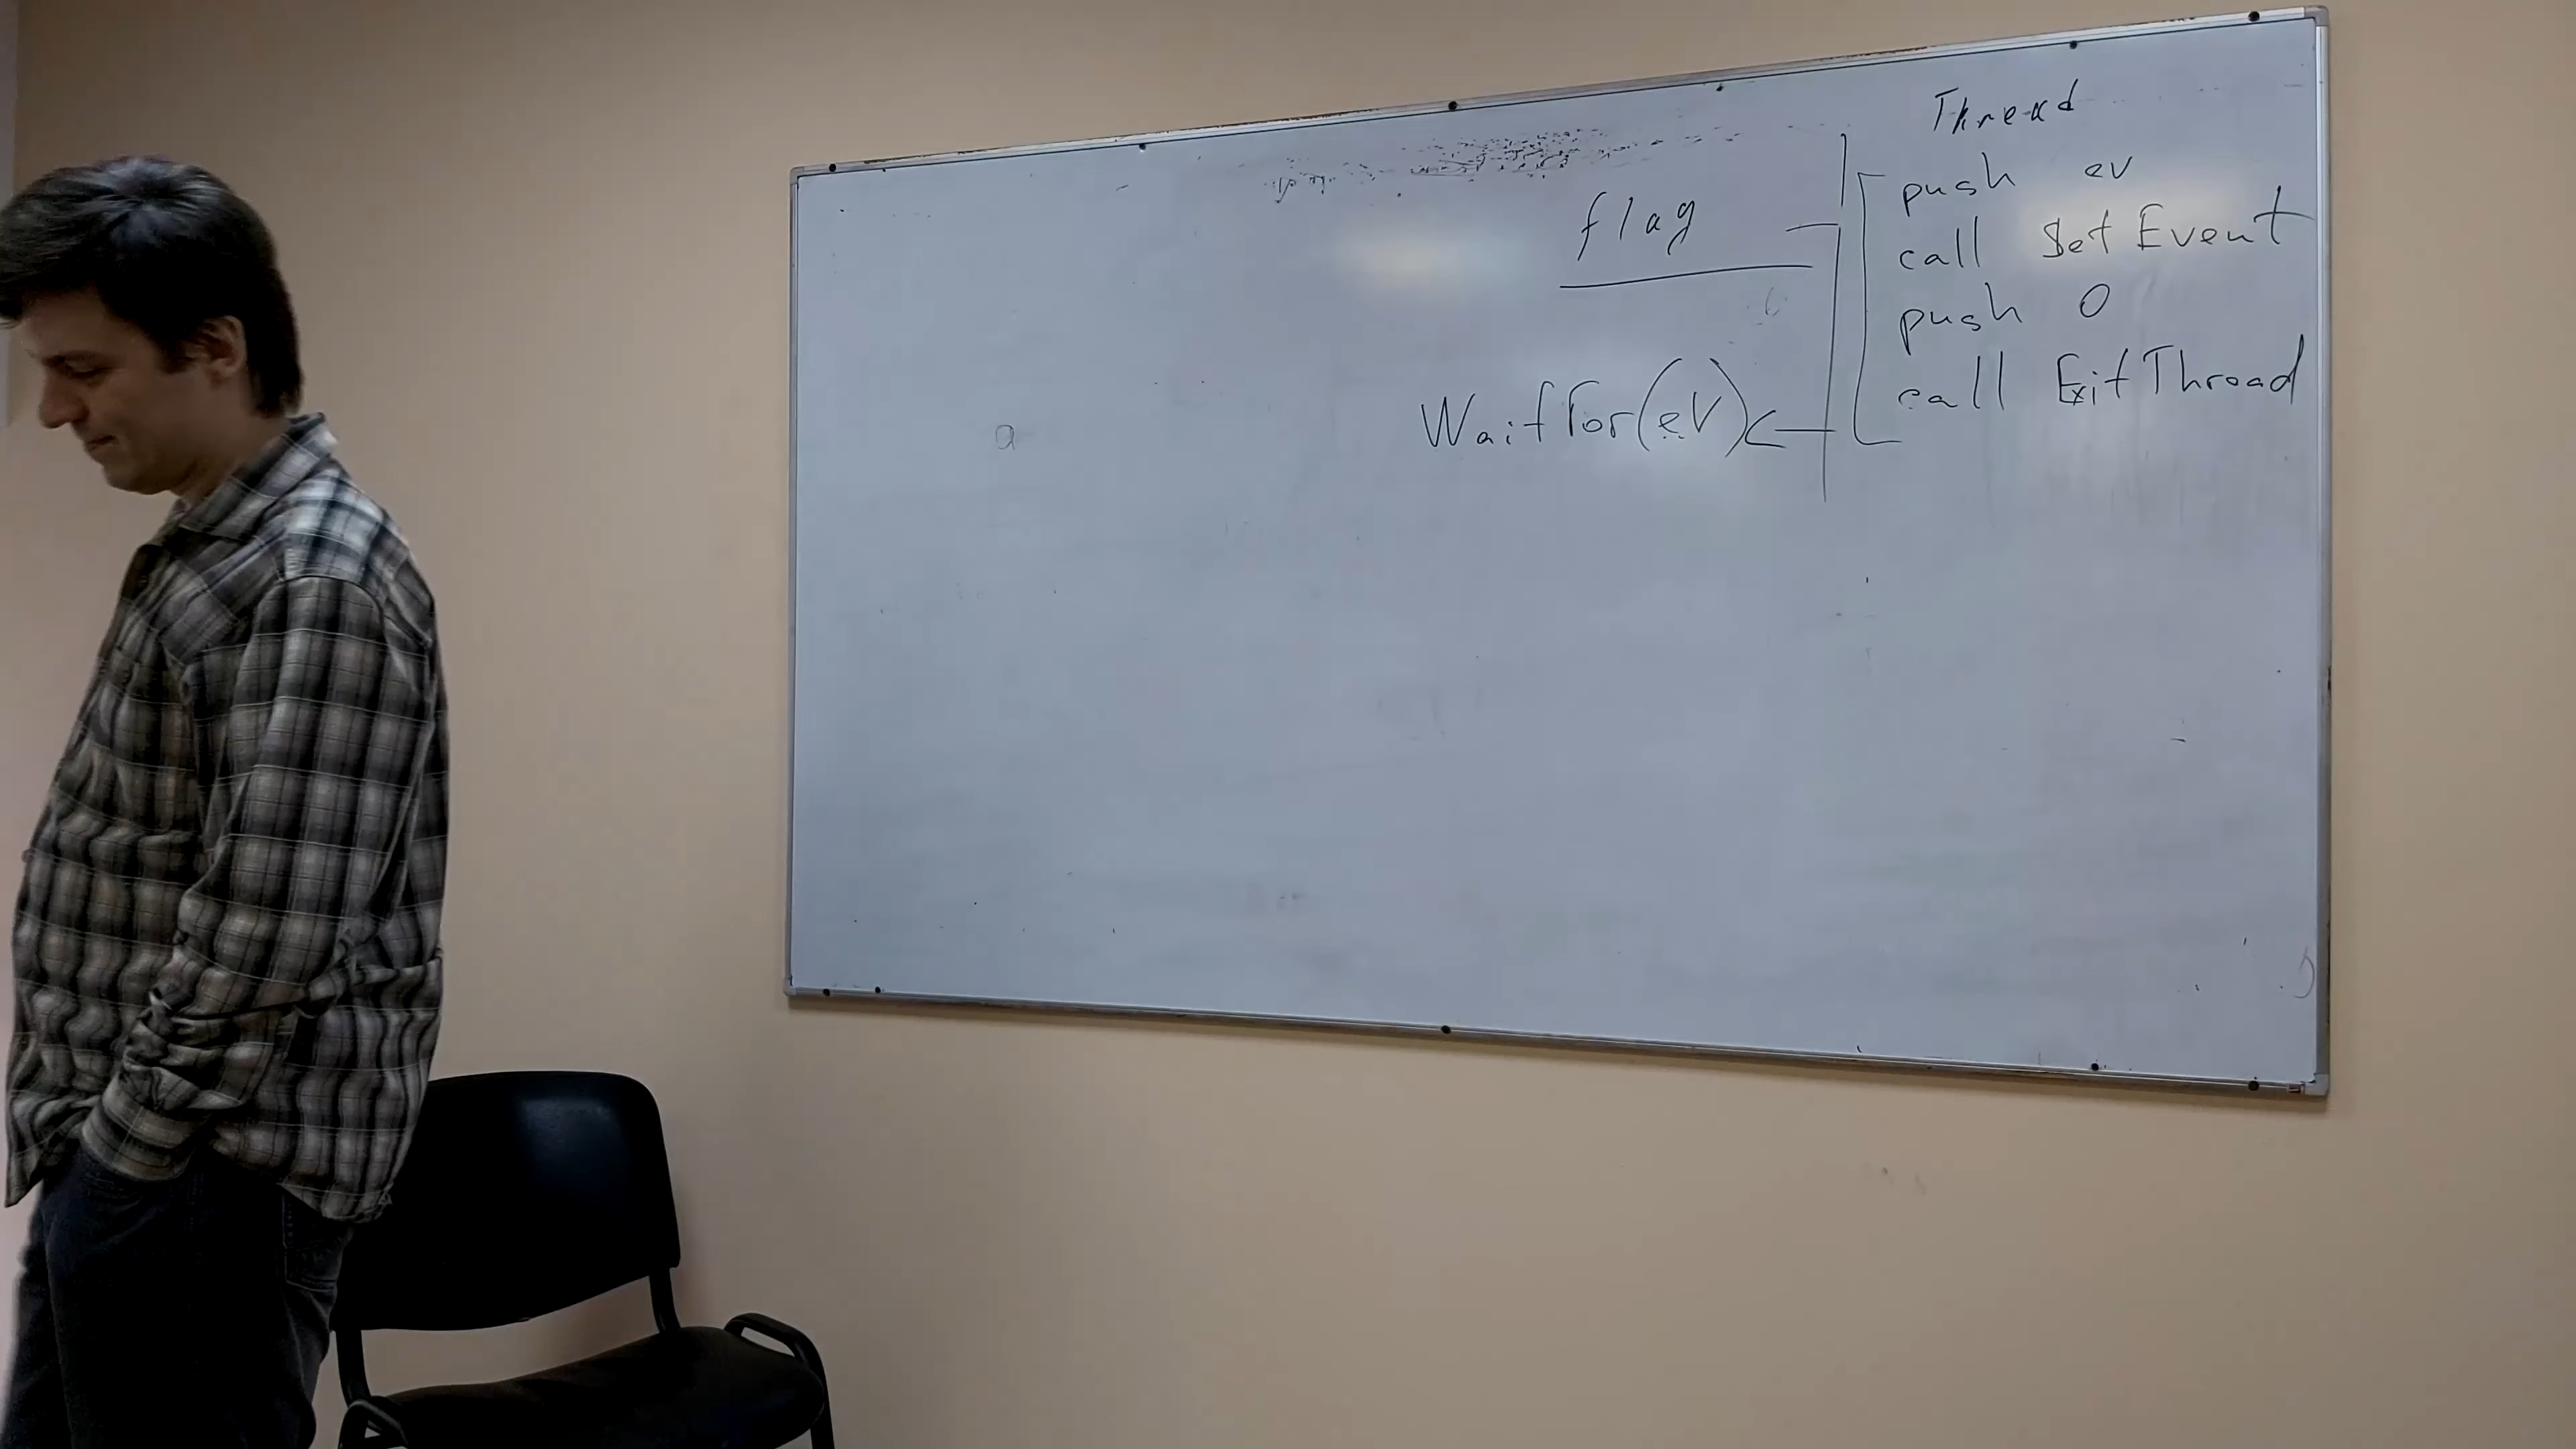 Thread
push ev
call SetEvent
push 0
call ExitThread
flag
WaitFor(ev)
a